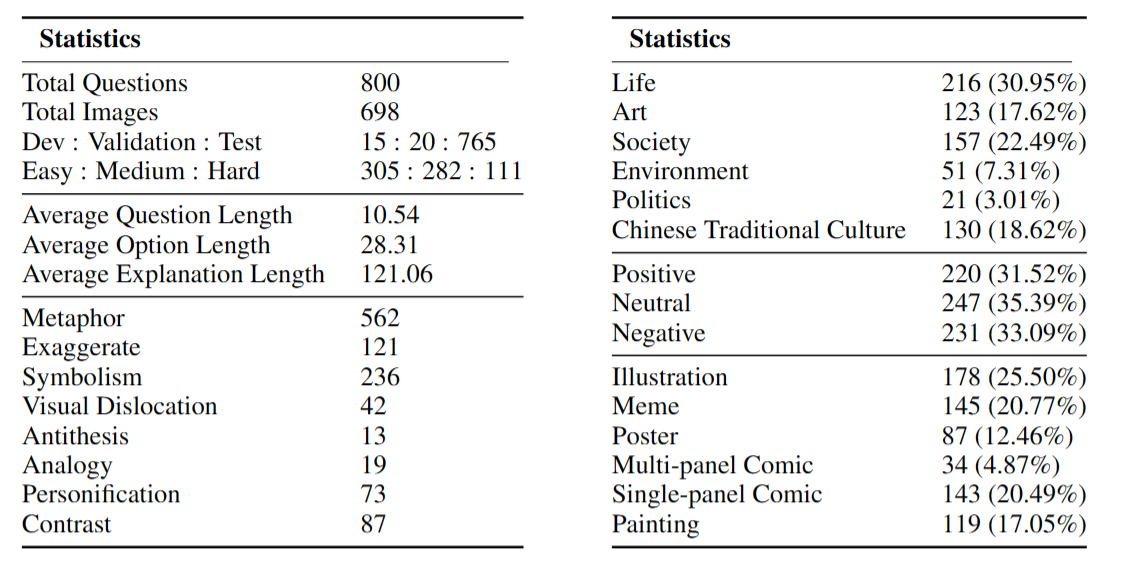 Statistics
Total Questions 800
Total Images 698
Dev : Validation : Test 15 : 20 : 765
Easy : Medium : Hard 305 : 282 : 111
Average Question Length 10.54
Average Option Length 28.31
Average Explanation Length 121.06
Metaphor 562
Exaggerate 121
Symbolism 236
Visual Dislocation 42
Antithesis 13
Analogy 19
Personification 73
Contrast 87
Statistics
Life 216 (30.95%)
Art 123 (17.62%)
Society 157 (22.49%)
Environment 51 (7.31%)
Politics 21 (3.01%)
Chinese Traditional Culture 130 (18.62%)
Positive 220 (31.52%)
Neutral 247 (35.39%)
Negative 231 (33.09%)
Illustration 178 (25.50%)
Meme 145 (20.77%)
Poster 87 (12.46%)
Multi-panel Comic 34 (4.87%)
Single-panel Comic 143 (20.49%)
Painting 119 (17.05%)